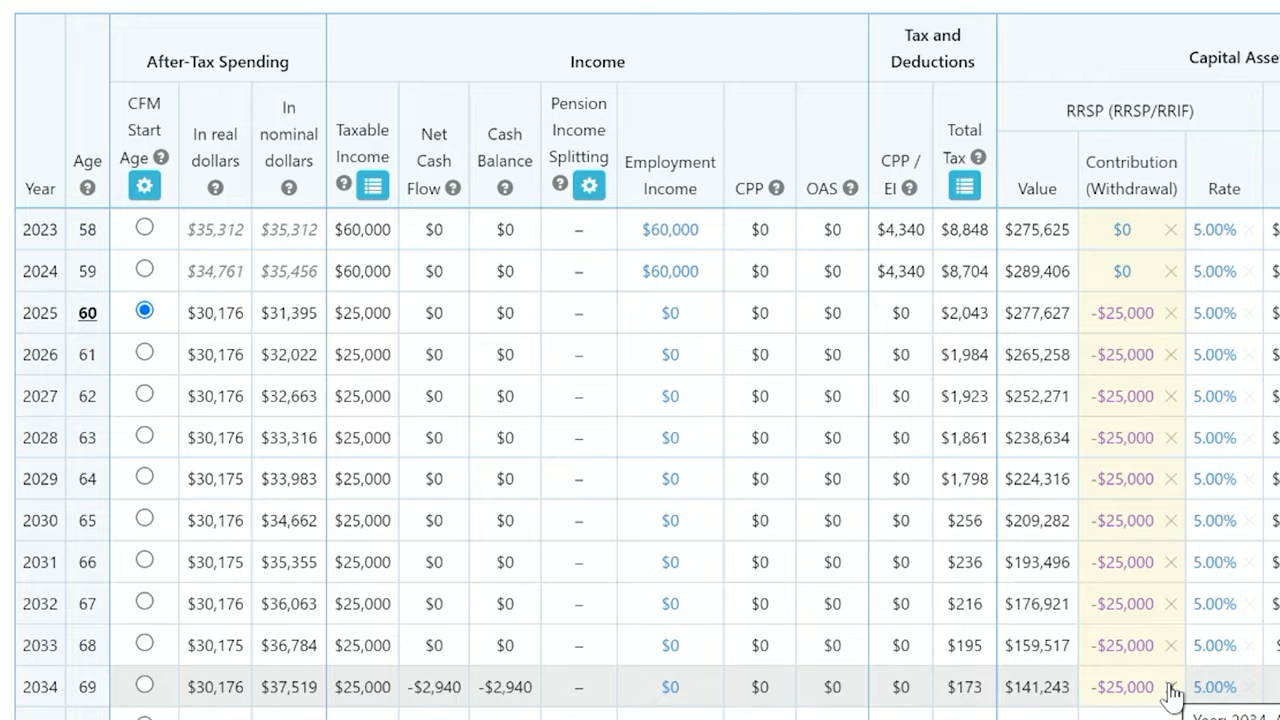 After-Tax Spending
Income
Tax and
Deductions
Capital Asse
CFM
Start
Age
In real
dollars
In
nominal
dollars
Taxable
Income
Net
Cash
Flow
Cash
Balance
Pension
Income
Splitting
Employment
Income
CPP
OAS
CPP /
EI
Total
Tax
RRSP (RRSP/RRIF)
Year
Age
Value
Contribution
(Withdrawal)
Rate
2023 58 $35,312 $35,312 $60,000 $0 $0 – $60,000 $0 $0 $4,340 $8,848 $275,625 $0 × 5.00% $
2024 59 $34,761 $35,456 $60,000 $0 $0 – $60,000 $0 $0 $4,340 $8,704 $289,406 $0 × 5.00% $
2025 60 $30,176 $31,395 $25,000 $0 $0 – $0 $0 $0 $0 $2,043 $277,627 -$25,000 × 5.00% $
2026 61 $30,176 $32,022 $25,000 $0 $0 – $0 $0 $0 $0 $1,984 $265,258 -$25,000 × 5.00% $
2027 62 $30,176 $32,663 $25,000 $0 $0 – $0 $0 $0 $0 $1,923 $252,271 -$25,000 × 5.00% $
2028 63 $30,176 $33,316 $25,000 $0 $0 – $0 $0 $0 $0 $1,861 $238,634 -$25,000 × 5.00% $
2029 64 $30,175 $33,983 $25,000 $0 $0 – $0 $0 $0 $0 $1,798 $224,316 -$25,000 × 5.00% $
2030 65 $30,176 $34,662 $25,000 $0 $0 – $0 $0 $0 $0 $256 $209,282 -$25,000 × 5.00% $
2031 66 $30,175 $35,355 $25,000 $0 $0 – $0 $0 $0 $0 $236 $193,496 -$25,000 × 5.00% $
2032 67 $30,176 $36,063 $25,000 $0 $0 – $0 $0 $0 $0 $216 $176,921 -$25,000 × 5.00% $
2033 68 $30,175 $36,784 $25,000 $0 $0 – $0 $0 $0 $0 $195 $159,517 -$25,000 × 5.00% $
2034 69 $30,176 $37,519 $25,000 -$2,940 -$2,940 – $0 $0 $0 $0 $173 $141,243 -$25,000 5.00%